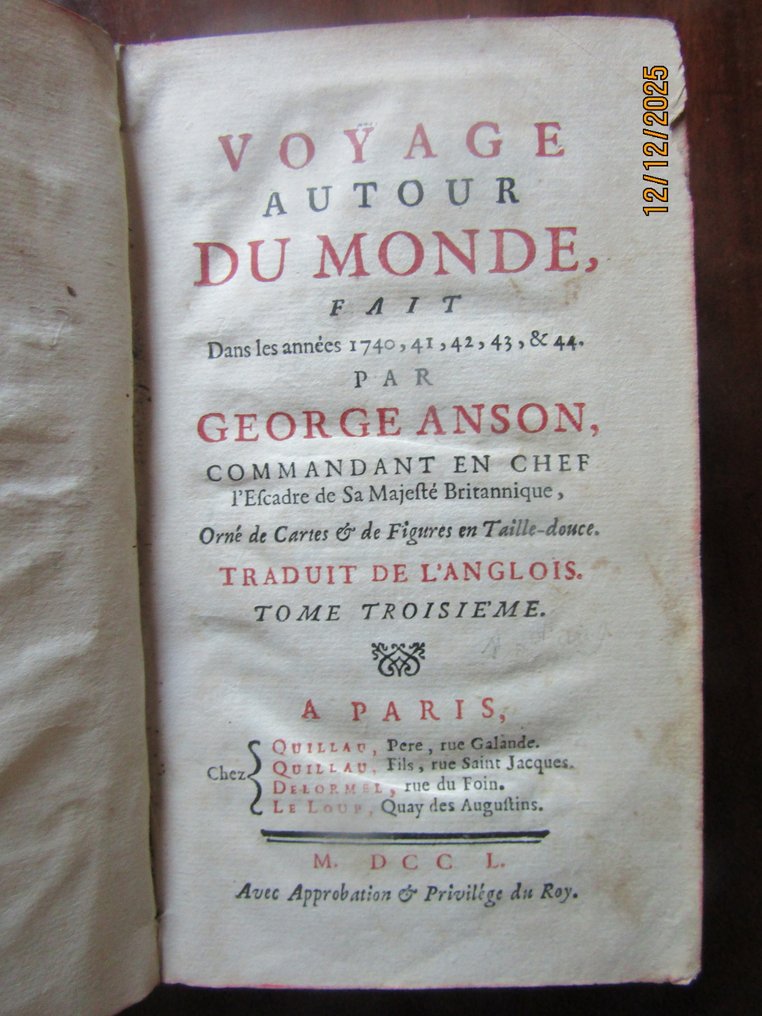 VOŸAGE
AUTOUR
DU MONDE,
FAIT
Dans les années 1740, 41, 42, 43, & 44.
PAR
GEORGE ANSON,
COMMANDANT EN CHEF
l'Eſcadre de Sa Majeſté Britannique,
Orné de Cartes & de Figures en Taille-douce.
TRADUIT DE L'ANGLOIS.
TOME TROISIE'ME.
A PARIS,
Chez
QUILLAU, Pere, rue Galande.
QUILLAU, Fils, rue Saint Jacques.
DELORMEL, rue du Foin.
LE LOUP, Quay des Auguſtins.
M. DCC L.
Avec Approbation & Privilége du Roy.
12/12/2025